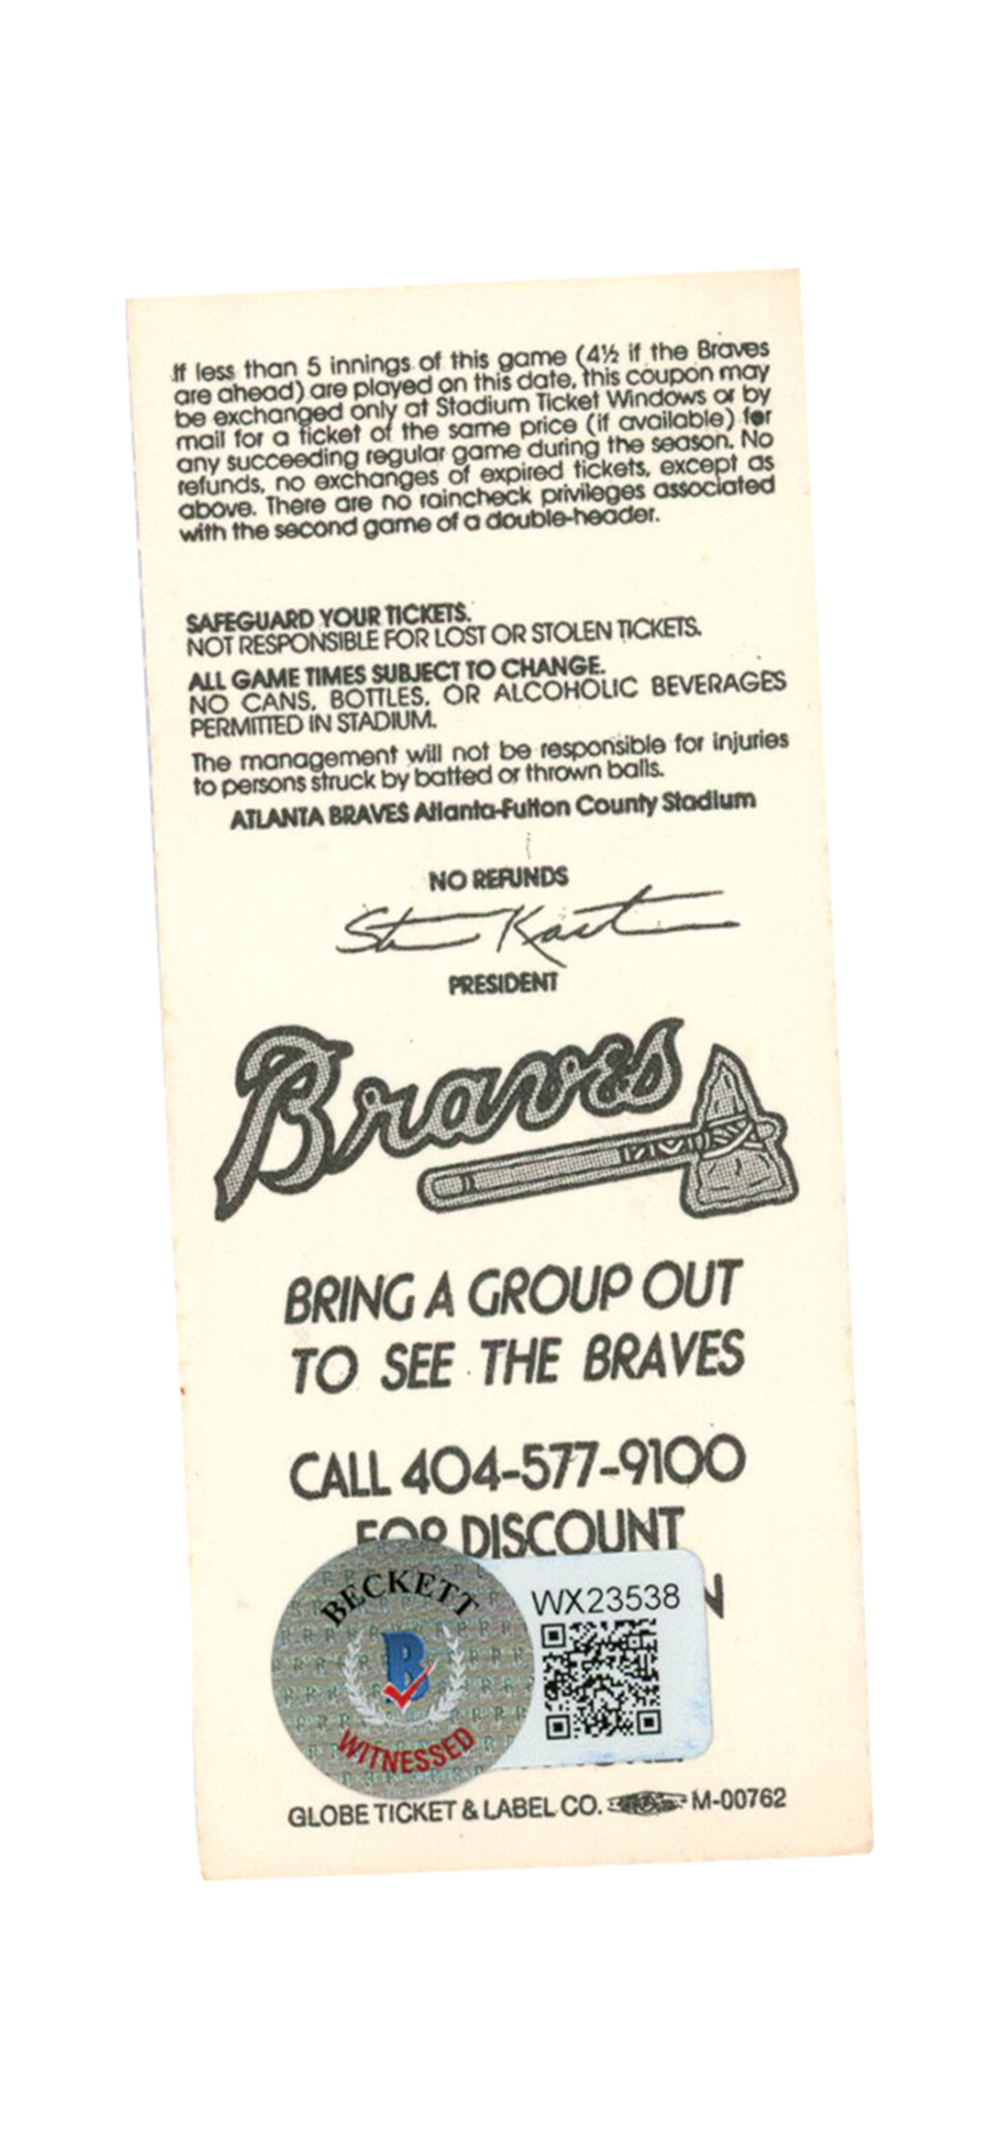 If less than 5 innings of this game (4½ if the Braves
are ahead) are played on this date, this coupon may
be exchanged only at Stadium Ticket Windows or by
mail for a ticket of the same price (if available) for
any succeeding regular game during the season. No
refunds, no exchanges of expired tickets, except as
above. There are no raincheck privileges associated
with the second game of a double-header.
SAFEGUARD YOUR TICKETS.
NOT RESPONSIBLE FOR LOST OR STOLEN TICKETS.
ALL GAME TIMES SUBJECT TO CHANGE.
NO CANS, BOTTLES, OR ALCOHOLIC BEVERAGES
PERMITTED IN STADIUM.
The management will not be responsible for injuries
to persons struck by batted or thrown balls.
ATLANTA BRAVES Atlanta-Fulton County Stadium
NO REFUNDS
PRESIDENT
Braves
BRING A GROUP OUT
TO SEE THE BRAVES
CALL 404-577-9100
FOR DISCOUNT
BECKETT
B
WITNESSED
WX23538
GLOBE TICKET & LABEL CO. M-00762